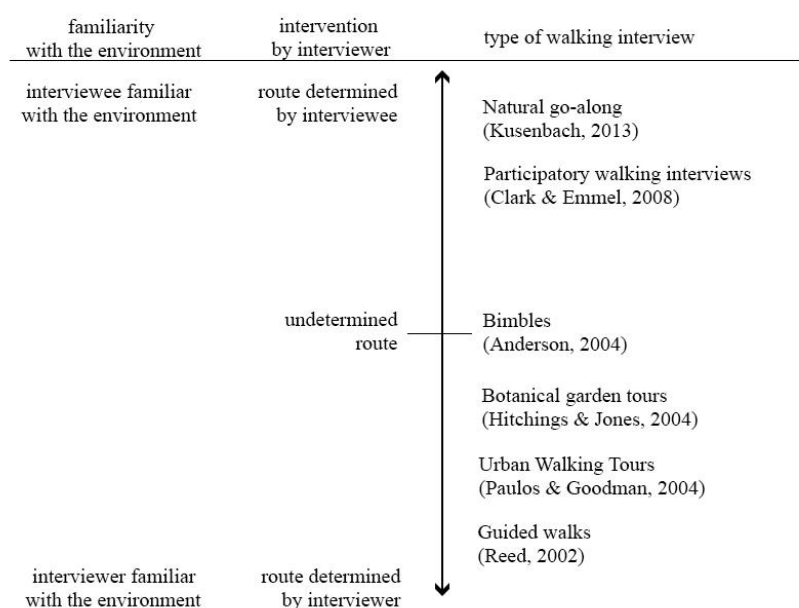 familiarity
with the environment
intervention
by interviewer
type of walking interview
interviewee familiar
with the environment
route determined
by interviewee
Natural go-along
(Kusenbach, 2013)
Participatory walking interviews
(Clark & Emmel, 2008)
undetermined
route
Bimbles
(Anderson, 2004)
Botanical garden tours
(Hitchings & Jones, 2004)
Urban Walking Tours
(Paulos & Goodman, 2004)
Guided walks
(Reed, 2002)
interviewer familiar
with the environment
route determined
by interviewer